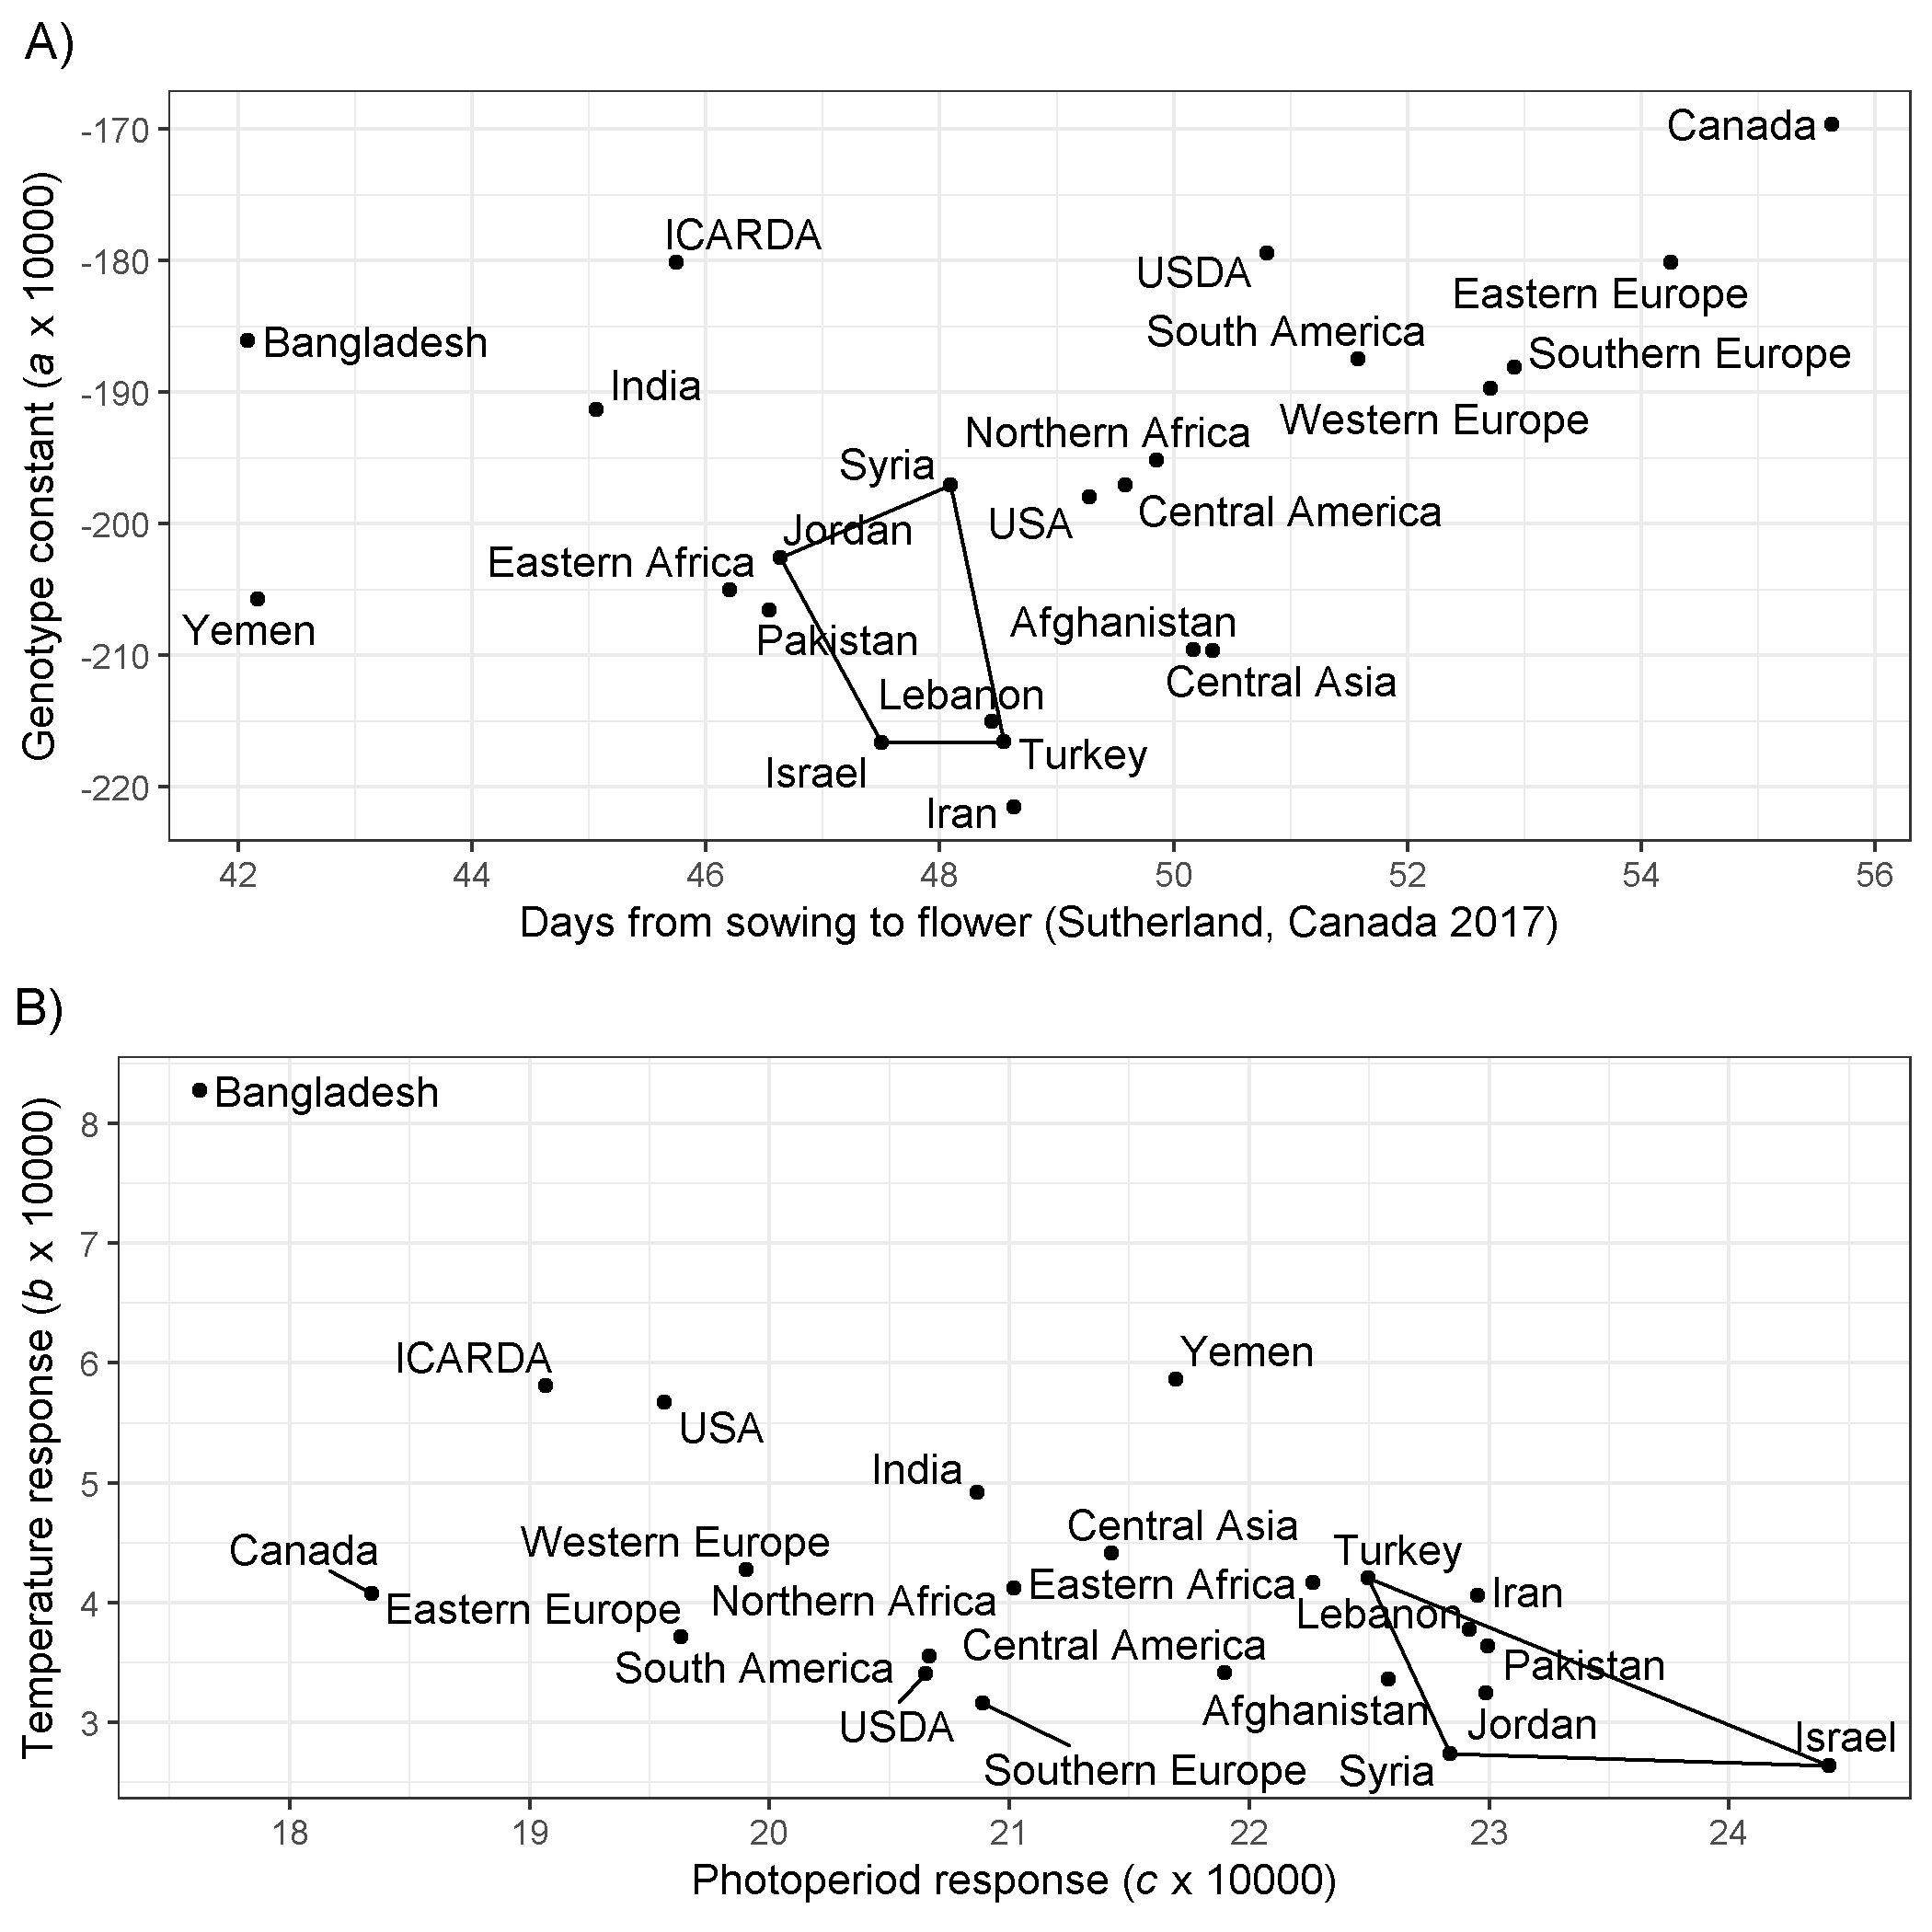 A)
Genotype constant (a x 10000)
-170
-180
-190
-200
-210
-220
Canada
ICARDA
USDA
Eastern Europe
South America
Bangladesh
Southern Europe
India
Western Europe
Northern Africa
Syria
Central America
USA
Jordan
Eastern Africa
Afghanistan
Yemen
Pakistan
Central Asia
Lebanon
Turkey
Israel
Iran
42 44 46 48 50 52 54 56
Days from sowing to flower (Sutherland, Canada 2017)
B)
Temperature response (b x 10000)
8
7
6
5
4
3
Bangladesh
Yemen
ICARDA
USA
India
Central Asia
Western Europe
Canada
Turkey
Eastern Africa
Iran
Northern Africa
Eastern Europe
Lebanon
Central America
South America
Pakistan
Afghanistan
USDA
Jordan
Israel
Southern Europe
Syria
18 19 20 21 22 23 24
Photoperiod response (c x 10000)